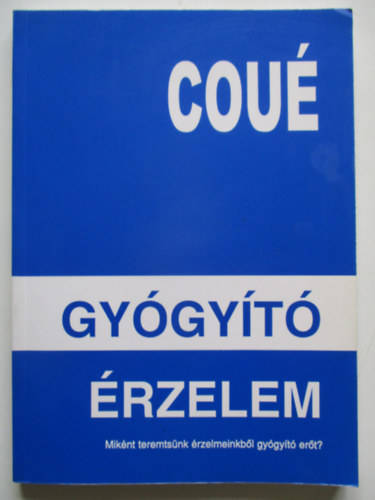 COUÉ
GYÓGYÍTÓ
ÉRZELEM
Miként teremtsünk érzelmeinkből gyógyító erőt?